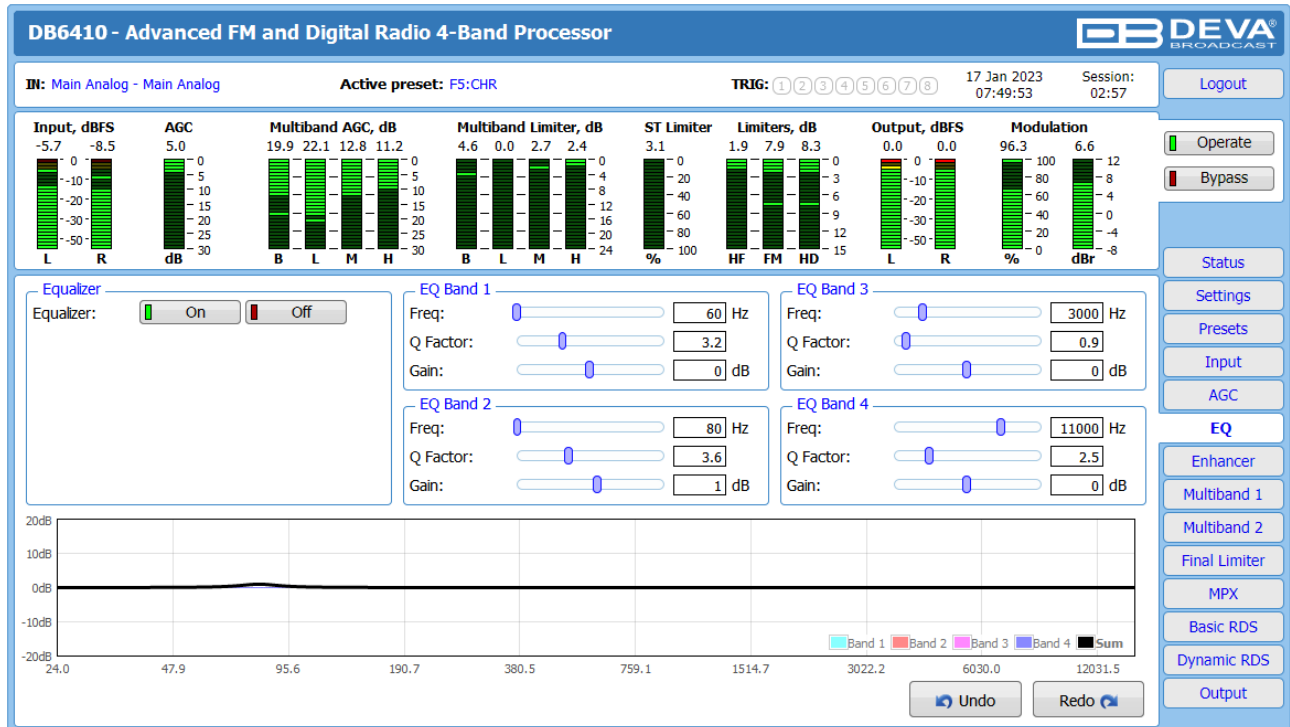 DB6410 - Advanced FM and Digital Radio 4-Band Processor
DEVA®
BROADCAST
IN: Main Analog - Main Analog Active preset: F5:CHR TRIG: 1 2 3 4 5 6 7 8 17 Jan 2023 Session:
07:49:53 02:57
Logout
Input, dBFS AGC Multiband AGC, dB Multiband Limiter, dB ST Limiter Limiters, dB Output, dBFS Modulation
-5.7 -8.5 5.0 19.9 22.1 12.8 11.2 4.6 0.0 2.7 2.4 3.1 1.9 7.9 8.3 0.0 0.0 96.3 6.6
0 0 0 0 0 0 0 100 12
-10 5 5 4 20 3 -10 80 8
-20 10 10 8 40 6 -20 60 4
-30 15 15 12 60 9 -30 40 0
-50 20 20 16 80 12 -50 20 -4
25 25 20
30 30 24 100 15 0 -8
L R dB B L M H B L M H % HF FM HD L R % dBr
Operate
Bypass
Status
Settings
Presets
Input
AGC
EQ
Enhancer
Multiband 1
Multiband 2
Final Limiter
MPX
Basic RDS
Dynamic RDS
Output
Equalizer
Equalizer: On Off
EQ Band 1
Freq: 60 Hz
Q Factor: 3.2
Gain: 0 dB
EQ Band 3
Freq: 3000 Hz
Q Factor: 0.9
Gain: 0 dB
EQ Band 2
Freq: 80 Hz
Q Factor: 3.6
Gain: 1 dB
EQ Band 4
Freq: 11000 Hz
Q Factor: 2.5
Gain: 0 dB
20dB
10dB
0dB
-10dB
-20dB
Band 1 Band 2 Band 3 Band 4 Sum
24.0 47.9 95.6 190.7 380.5 759.1 1514.7 3022.2 6030.0 12031.5
Undo Redo